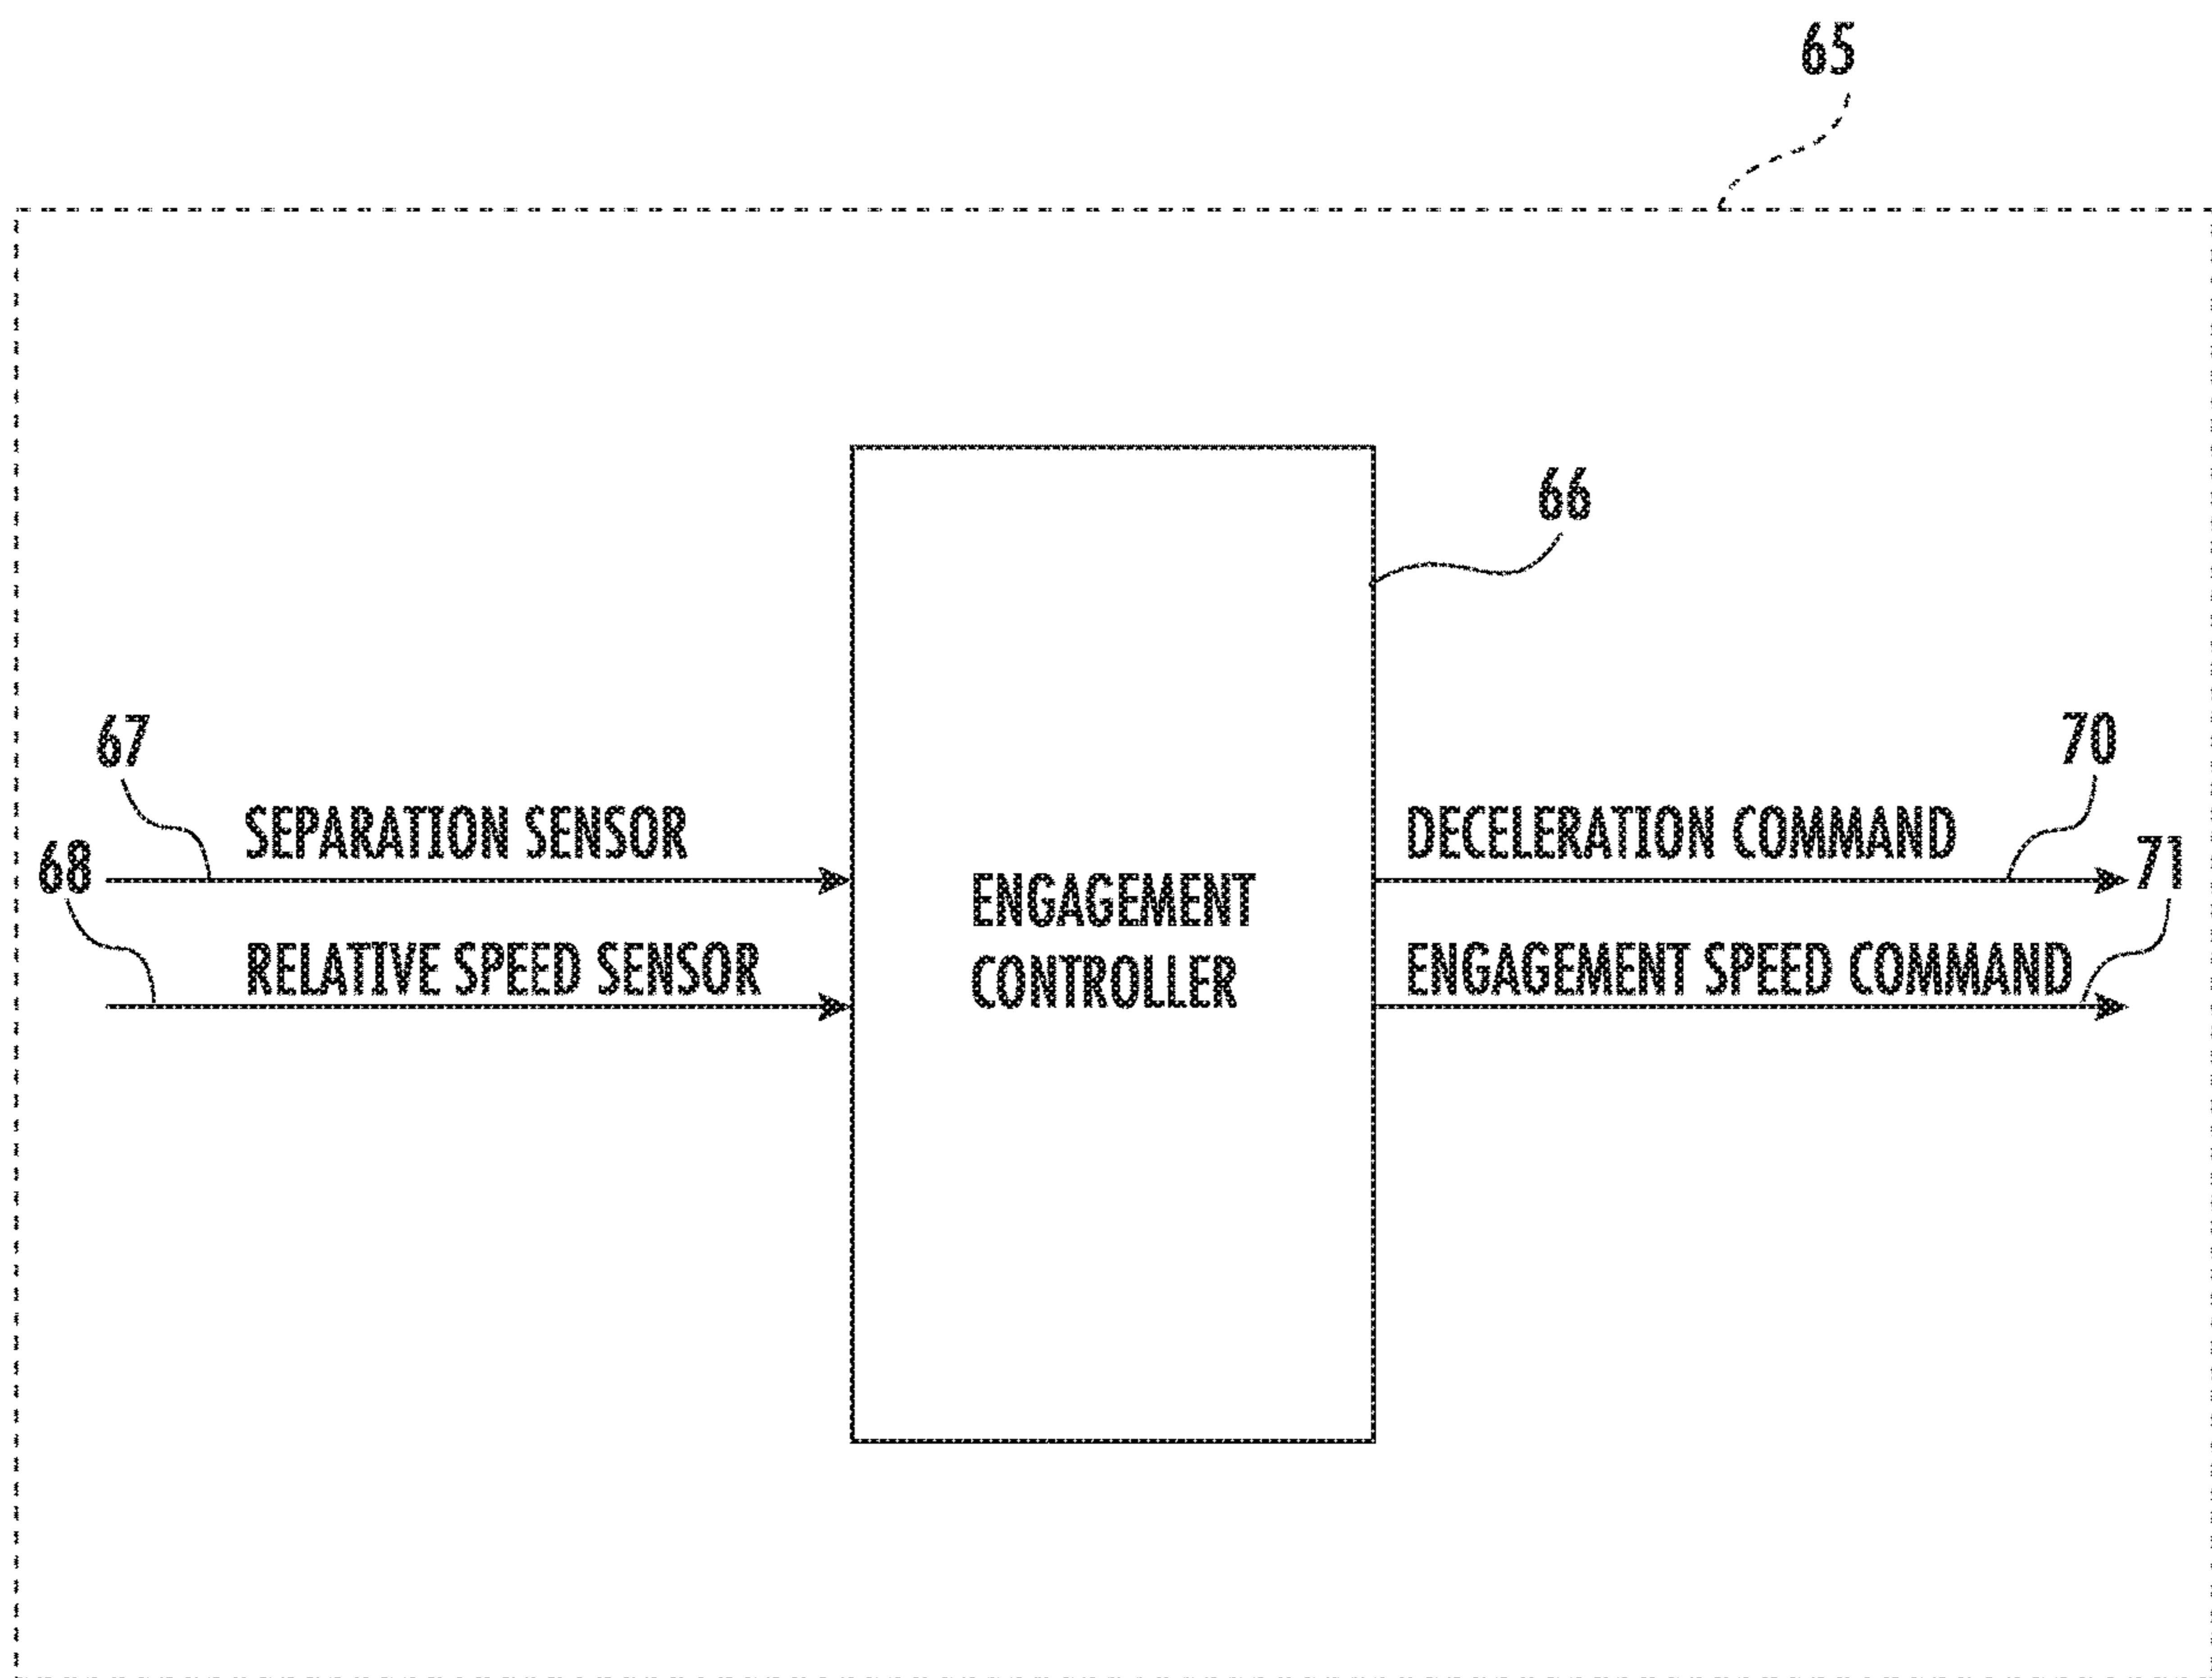 65
66
67
SEPARATION SENSOR
68
RELATIVE SPEED SENSOR
ENGAGEMENT
CONTROLLER
70
DECELERATION COMMAND
71
ENGAGEMENT SPEED COMMAND